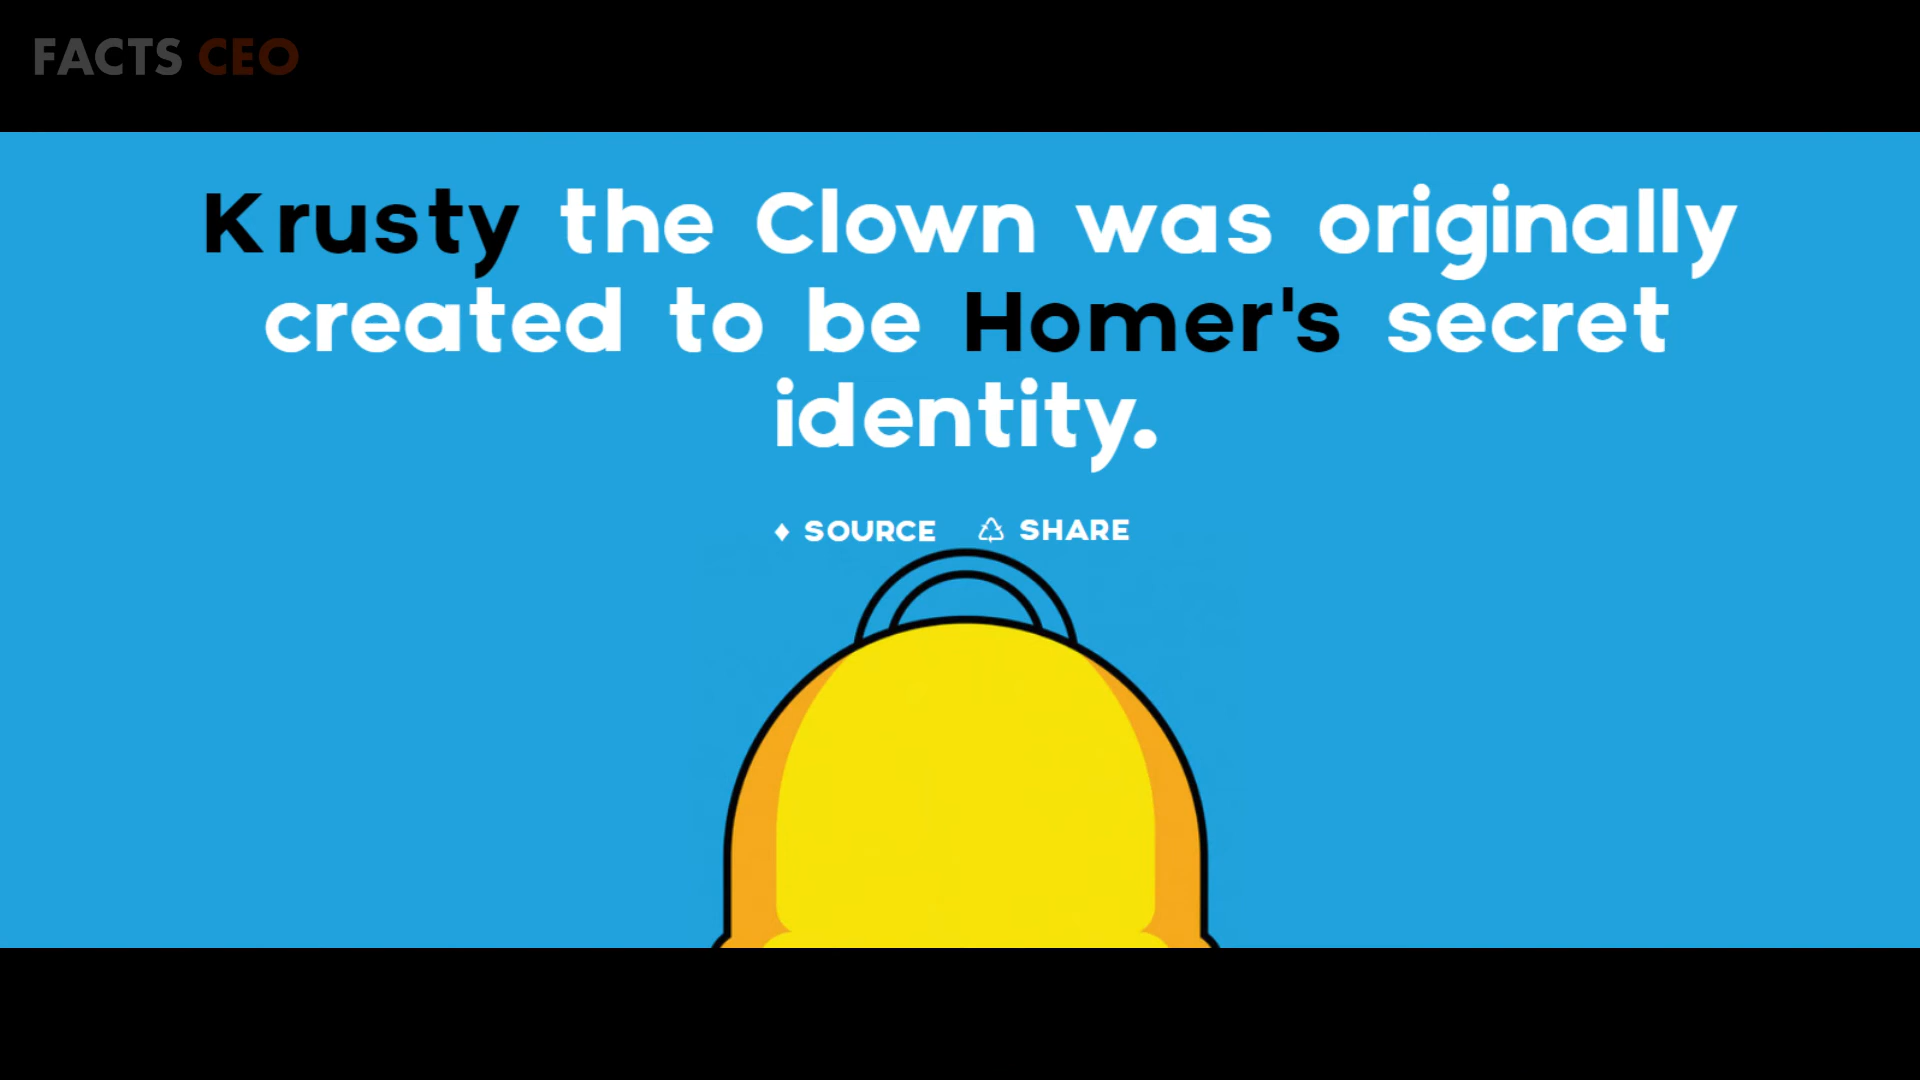 FACTS CEO
Krusty the Clown was originally
created to be Homer's secret
identity.
SOURCE SHARE